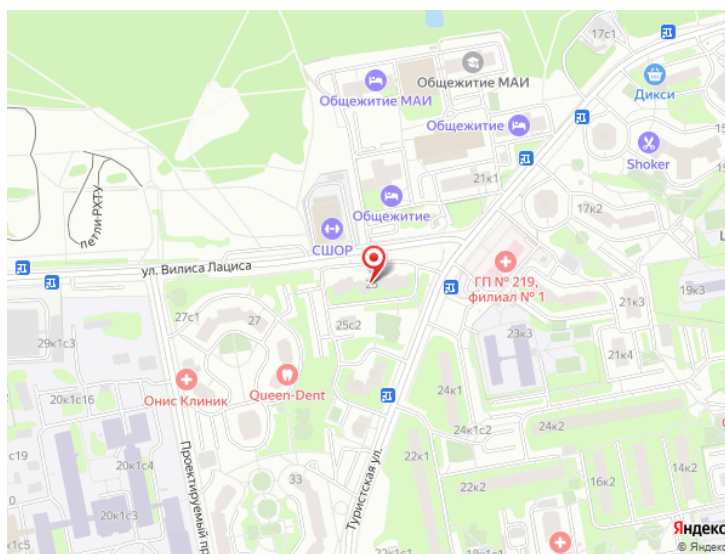 17с1
Общежитие МАИ
Дикси
Общежитие МАИ
Общежитие
Shoker
21к1
петли-РХТУ
Общежитие
17к2
СШОР
ул. Вилиса Лациса
ГП № 219,
филиал № 1
19к3
21к3
27с1
27
25с2
23к3
29к1с3
21к4
Онис Клиник
Queen-Dent
24к1
20к1с16
24к1с2
24к2
20к1с4
22к1
Проектируемый пр
33
Туристская ул.
16к2
14к2
22к2
20к1с3
Яндекс
© Яндекс